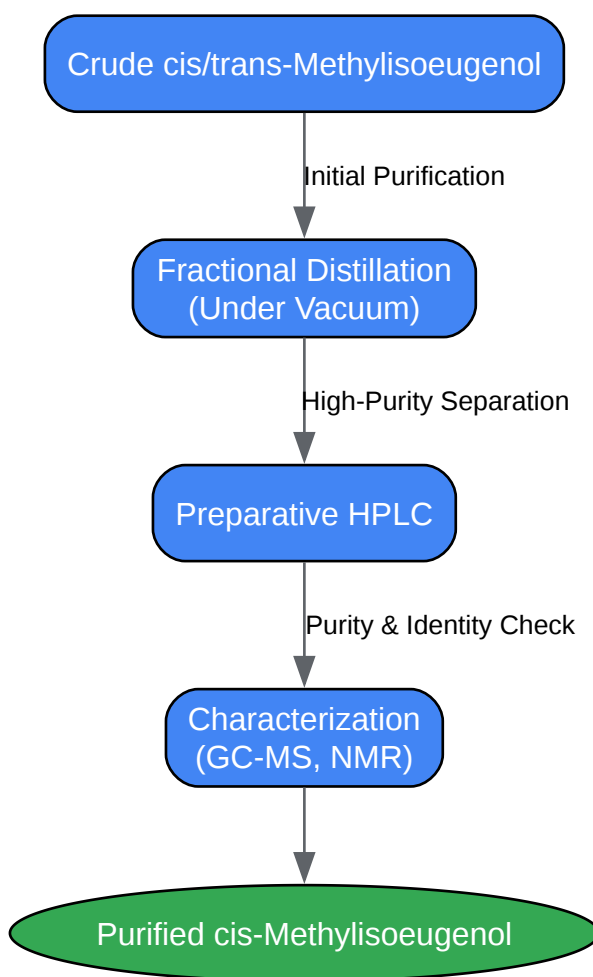 Crude cis/trans-Methylisoeugenol
Initial Purification
Fractional Distillation
(Under Vacuum)
High-Purity Separation
Preparative HPLC
Purity & Identity Check
Characterization
(GC-MS, NMR)
Purified cis-Methylisoeugenol